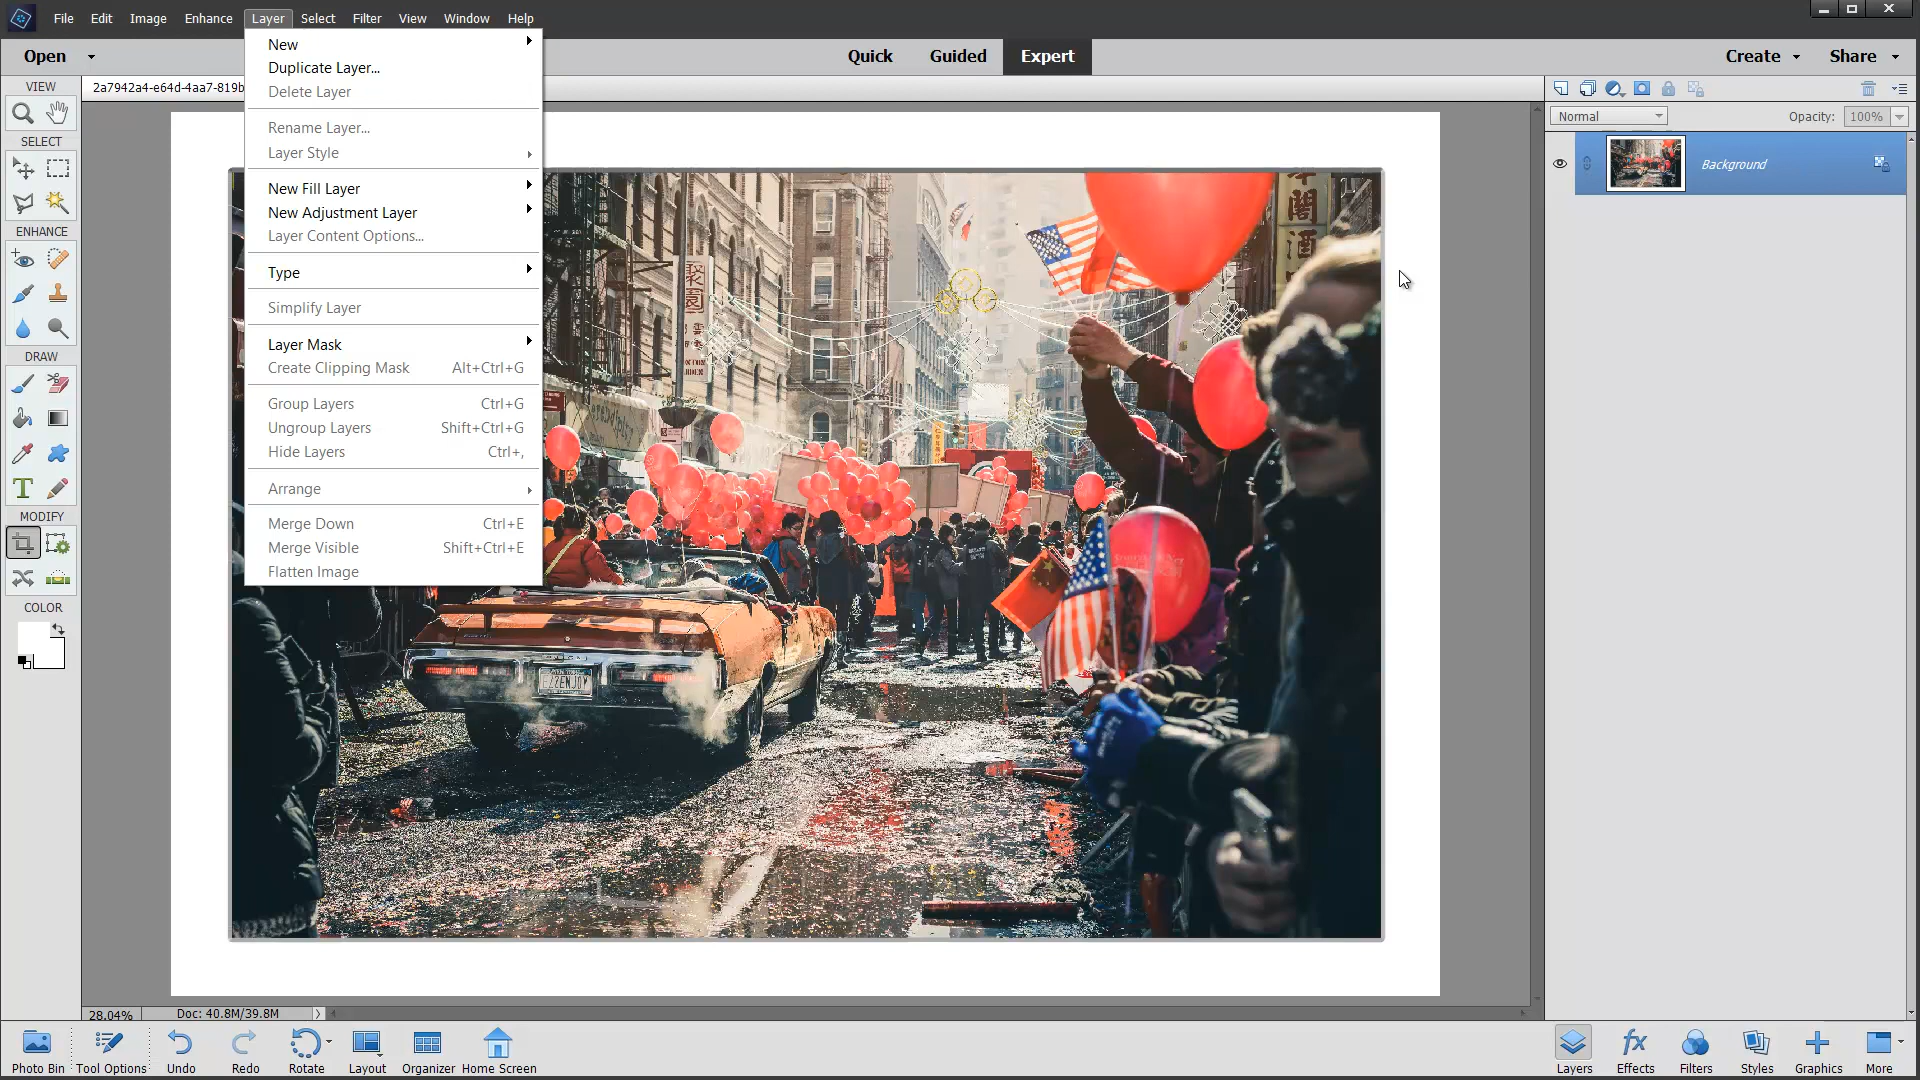 File Edit Image Enhance Layer Select Filter View Window Help
Open
Quick Guided Expert
Create Share
2a7942a4-e64d-4aa7-819b
VIEW
SELECT
ENHANCE
DRAW
MODIFY
COLOR
New
Duplicate Layer...
Delete Layer
Rename Layer...
Layer Style
New Fill Layer
New Adjustment Layer
Layer Content Options...
Type
Simplify Layer
Layer Mask
Create Clipping Mask Alt+Ctrl+G
Group Layers Ctrl+G
Ungroup Layers Shift+Ctrl+G
Hide Layers Ctrl+,
Arrange
Merge Down Ctrl+E
Merge Visible Shift+Ctrl+E
Flatten Image
Normal
Opacity: 100%
Background
28.04% Doc: 40.8M/39.8M
Photo Bin Tool Options Undo Redo Rotate Layout Organizer Home Screen
Layers Effects Filters Styles Graphics More